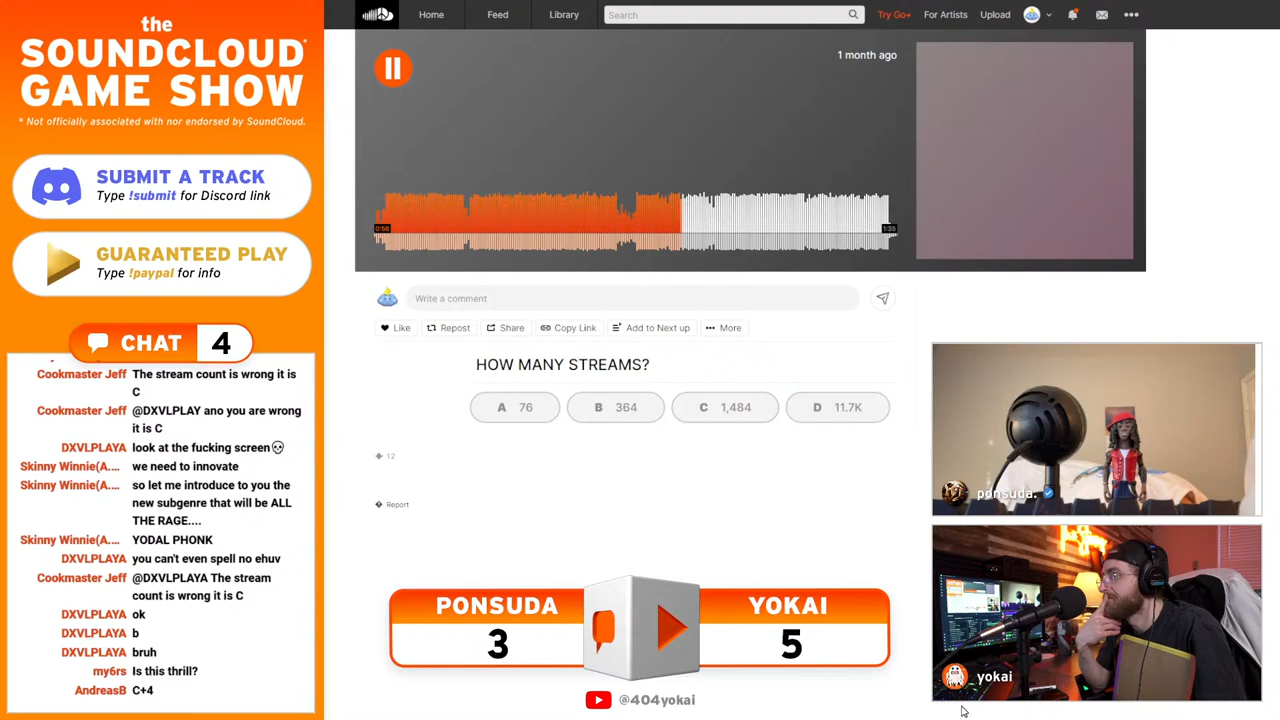 the
SOUNDCLOUD
GAME SHOW
* Not officially associated with nor endorsed by SoundCloud.
SUBMIT A TRACK
Type !submit for Discord link
GUARANTEED PLAY
Type !paypal for info
CHAT 4
Cookmaster Jeff The stream count is wrong it is
C
Cookmaster Jeff @DXVLPLAY ano you are wrong
it is C
DXVLPLAYA look at the fucking screen💀
Skinny Winnie(A.... we need to innovate
Skinny Winnie(A.... so let me introduce to you the
new subgenre that will be ALL
THE RAGE....
Skinny Winnie(A.... YODAL PHONK
DXVLPLAYA you can't even spell no ehuv
Cookmaster Jeff @DXVLPLAYA The stream
count is wrong it is C
DXVLPLAYA ok
DXVLPLAYA b
DXVLPLAYA bruh
my6rs Is this thrill?
AndreasB C+4
Home Feed Library Search Try Go+ For Artists Upload
1 month ago
0:56 1:35
Write a comment
Like Repost Share Copy Link Add to Next up More
HOW MANY STREAMS?
A 76 B 364 C 1,484 D 11.7K
12
Report
ponsuda.
yokai
PONSUDA YOKAI
3 5
@404yokai